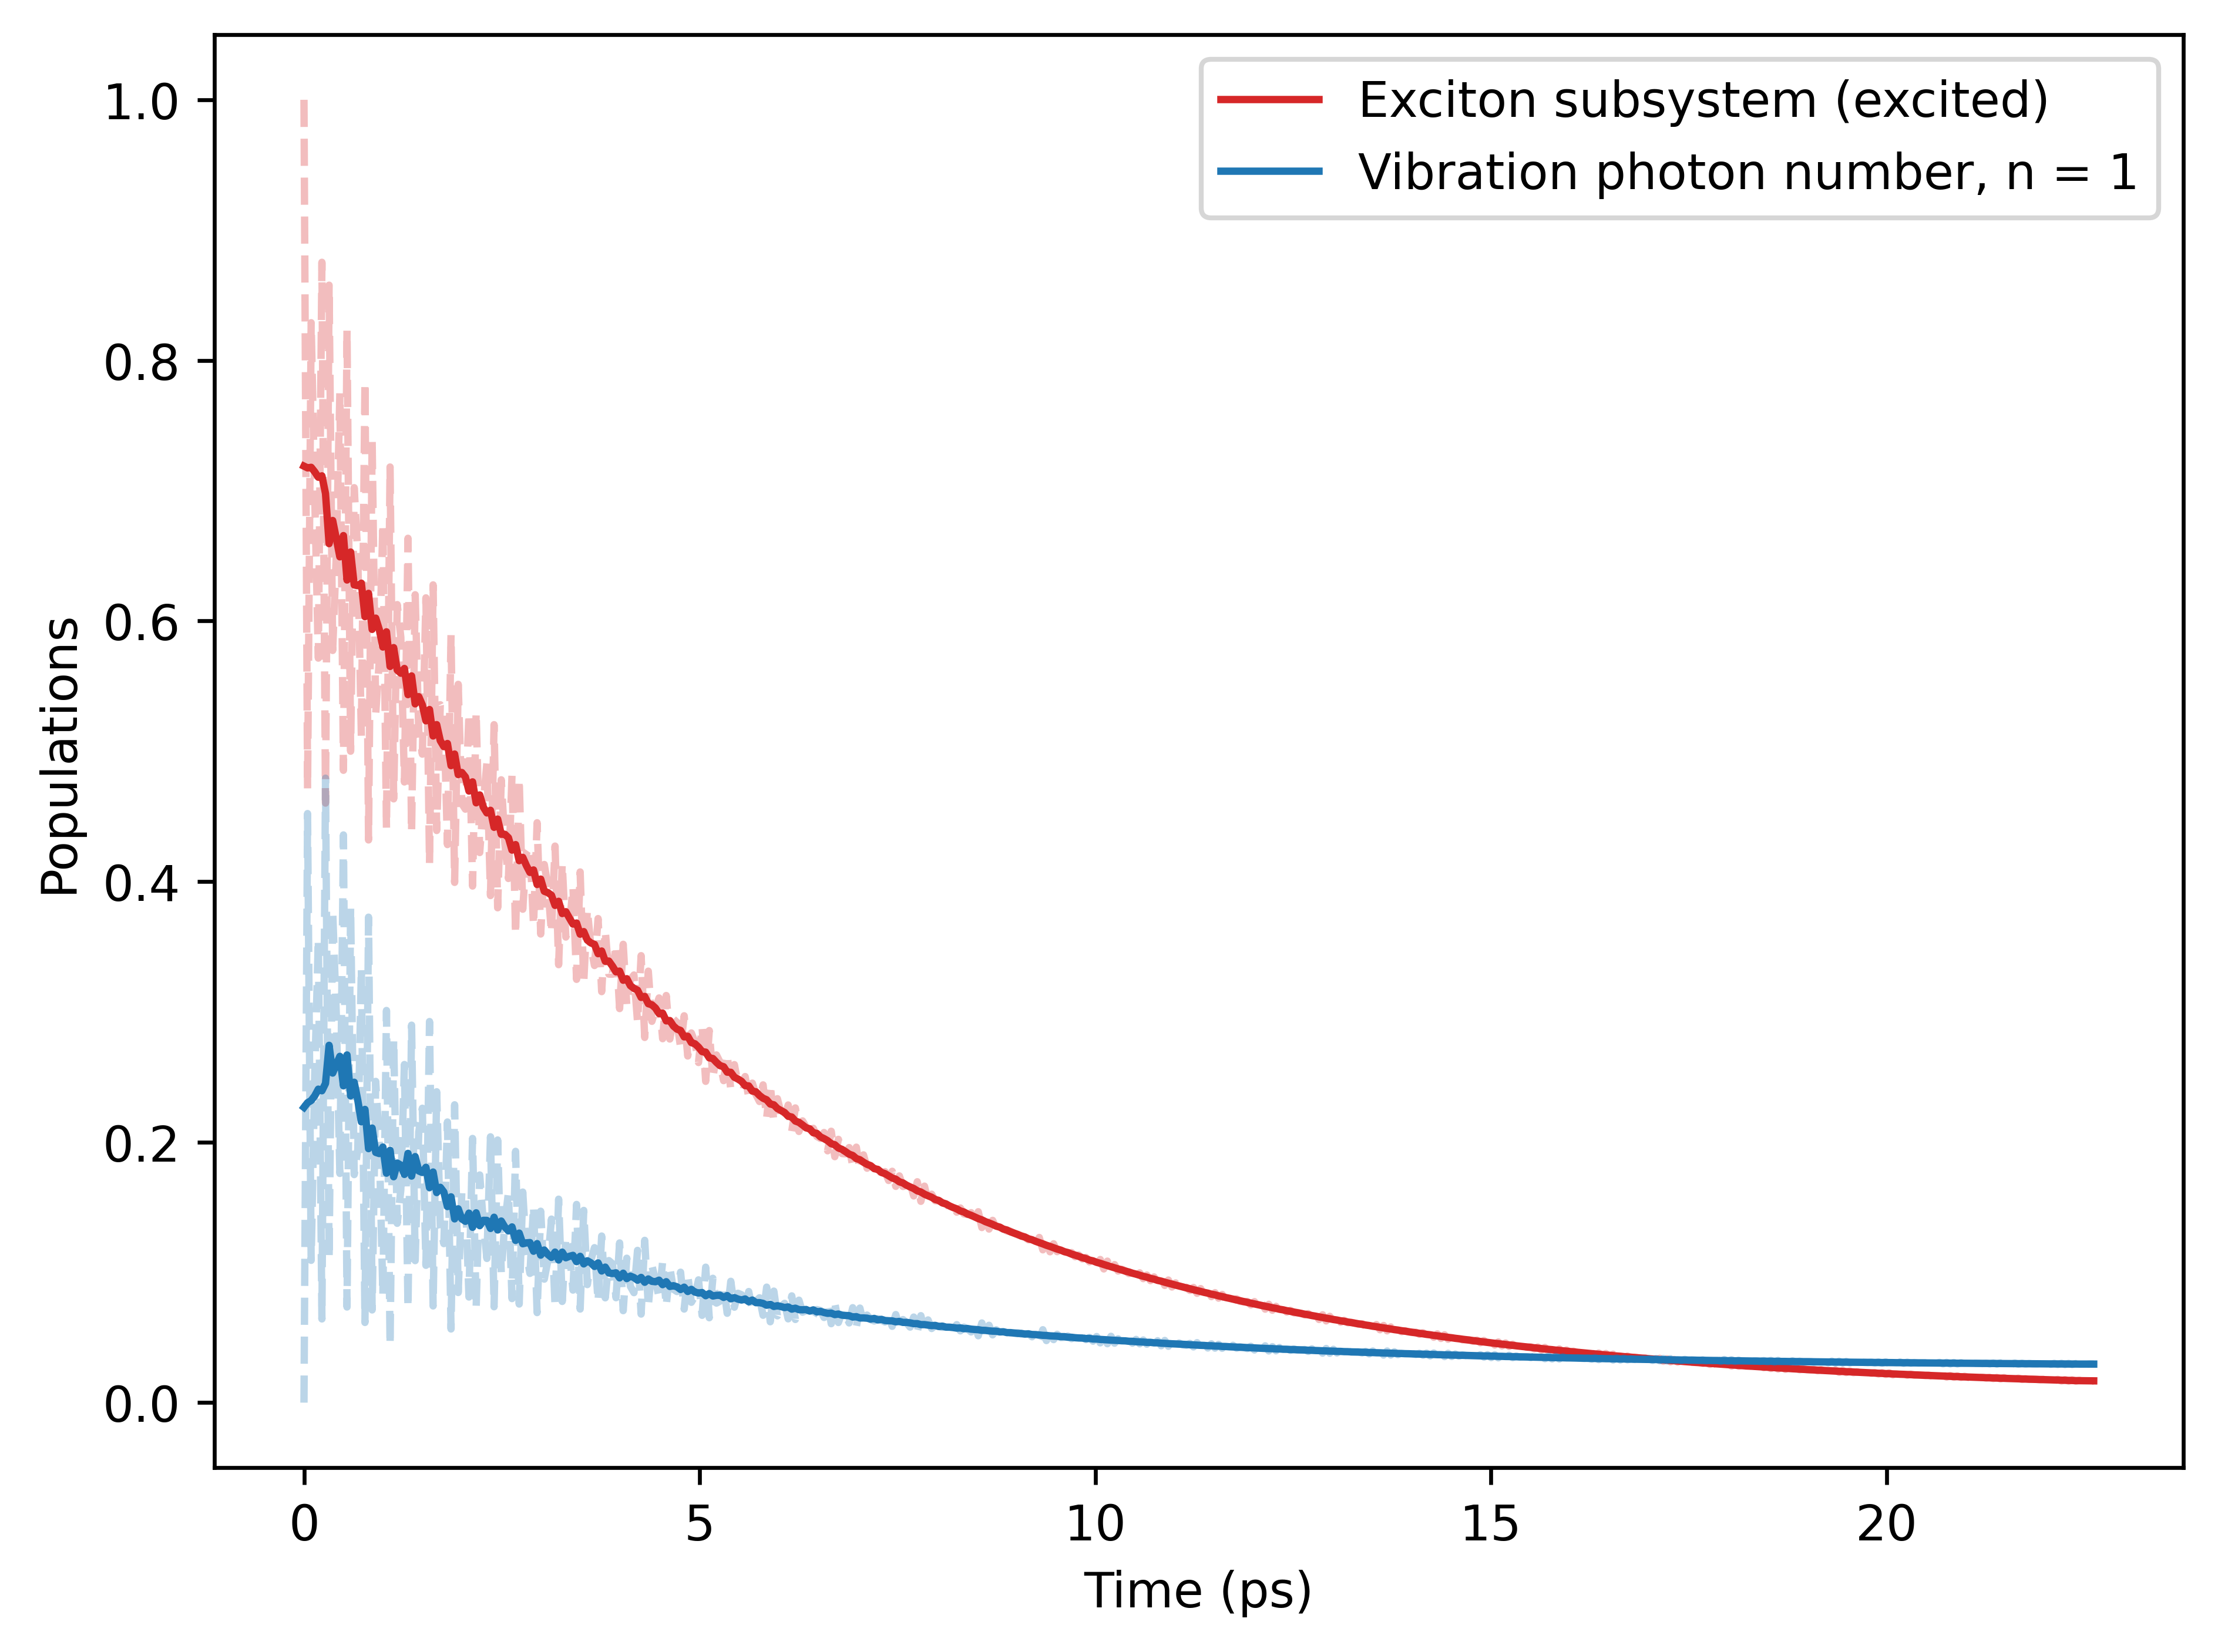 Exciton subsystem (excited)
Vibration photon number, n = 1
Populations
1.0
0.8
0.6
0.4
0.2
0.0
0 5 10 15 20
Time (ps)